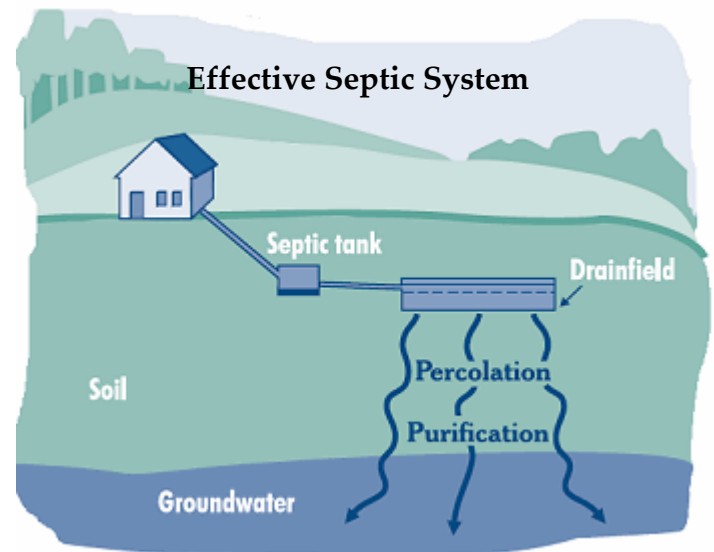 Effective Septic System
Septic tank
Drainfield
Percolation
Soil
Purification
Groundwater